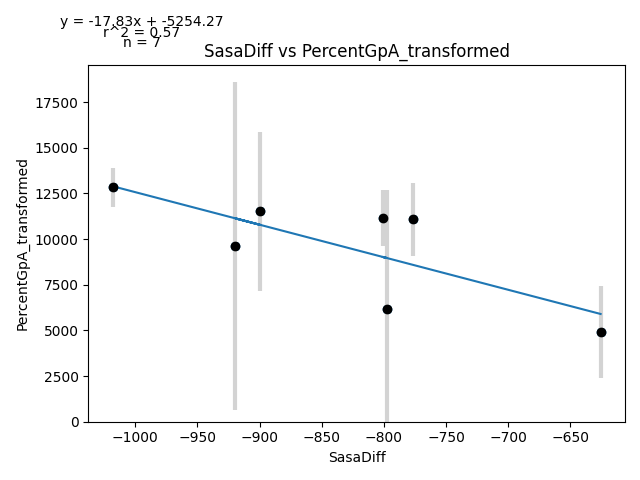 y = -17.83x + -5254.27
r^2 = 0.57
n = 7
SasaDiff vs PercentGpA_transformed
17500
15000
12500
10000
7500
5000
2500
0
PercentGpA_transformed
−1000
−950
−900
−850
−800
−750
−700
−650
SasaDiff